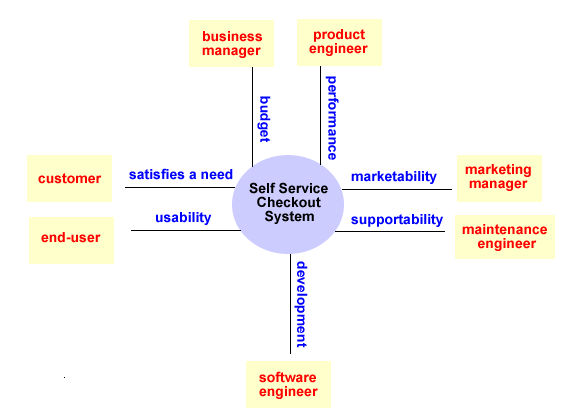 business
manager
product
engineer
budget
performance
customer
satisfies a need
Self Service
Checkout
System
marketability
marketing
manager
end-user
usability
supportability
maintenance
engineer
development
software
engineer